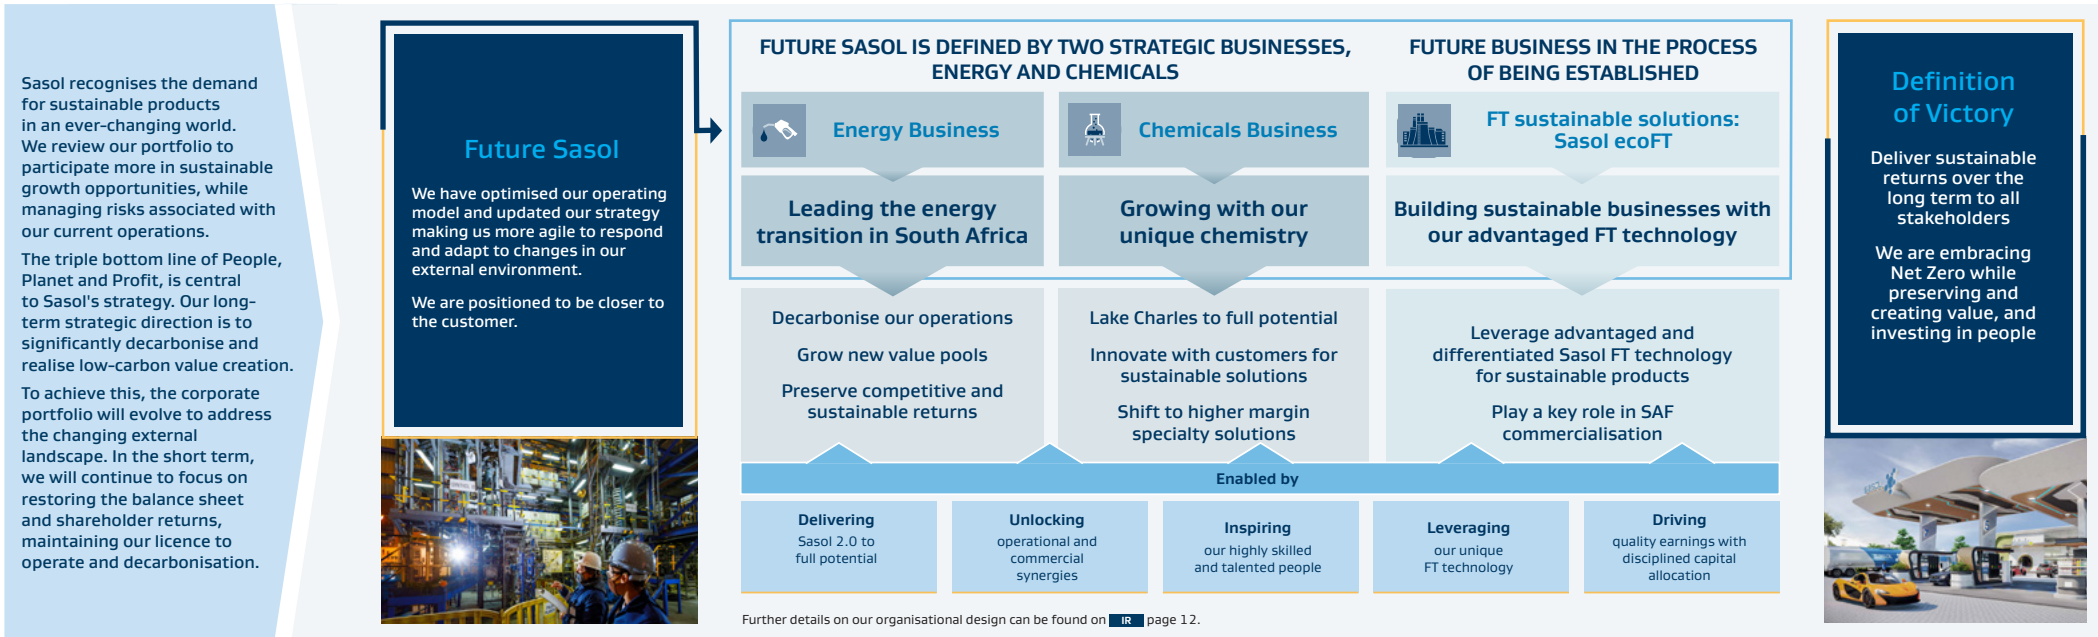 Sasol recognises the demand
for sustainable products
in an ever-changing world.
We review our portfolio to
participate more in sustainable
growth opportunities, while
managing risks associated with
our current operations.
The triple bottom line of People,
Planet and Profit, is central
to Sasol's strategy. Our long-
term strategic direction is to
significantly decarbonise and
realise low-carbon value creation.
To achieve this, the corporate
portfolio will evolve to address
the changing external
landscape. In the short term,
we will continue to focus on
restoring the balance sheet
and shareholder returns,
maintaining our licence to
operate and decarbonisation.
Future Sasol
We have optimised our operating
model and updated our strategy
making us more agile to respond
and adapt to changes in our
external environment.
We are positioned to be closer to
the customer.
FUTURE SASOL IS DEFINED BY TWO STRATEGIC BUSINESSES,
ENERGY AND CHEMICALS
Energy Business
Leading the energy
transition in South Africa
Decarbonise our operations
Grow new value pools
Preserve competitive and
sustainable returns
Chemicals Business
Growing with our
unique chemistry
Lake Charles to full potential
Innovate with customers for
sustainable solutions
Shift to higher margin
specialty solutions
FUTURE BUSINESS IN THE PROCESS
OF BEING ESTABLISHED
FT sustainable solutions:
Sasol ecoFT
Building sustainable businesses with
our advantaged FT technology
Leverage advantaged and
differentiated Sasol FT technology
for sustainable products
Play a key role in SAF
commercialisation
Enabled by
Delivering
Sasol 2.0 to
full potential
Unlocking
operational and
commercial
synergies
Inspiring
our highly skilled
and talented people
Leveraging
our unique
FT technology
Driving
quality earnings with
disciplined capital
allocation
Further details on our organisational design can be found on IR page 12.
Definition
of Victory
Deliver sustainable
returns over the
long term to all
stakeholders
We are embracing
Net Zero while
preserving and
creating value, and
investing in people